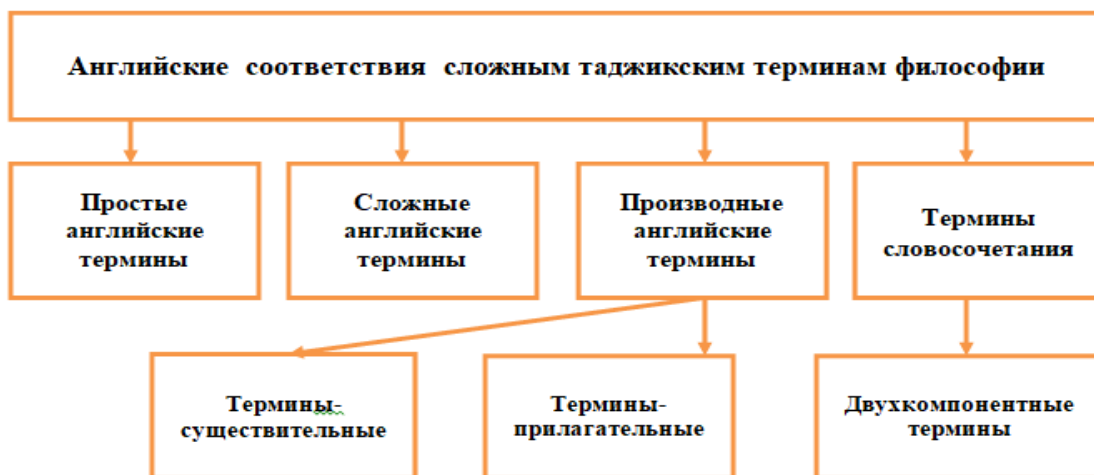 Английские соответствия сложным таджикским терминам философии
Простые
английские
термины
Сложные
английские
термины
Производные
английские
термины
Термины
словосочетания
Термины-
существительные
Термины-
прилагательные
Двухкомпонентные
термины